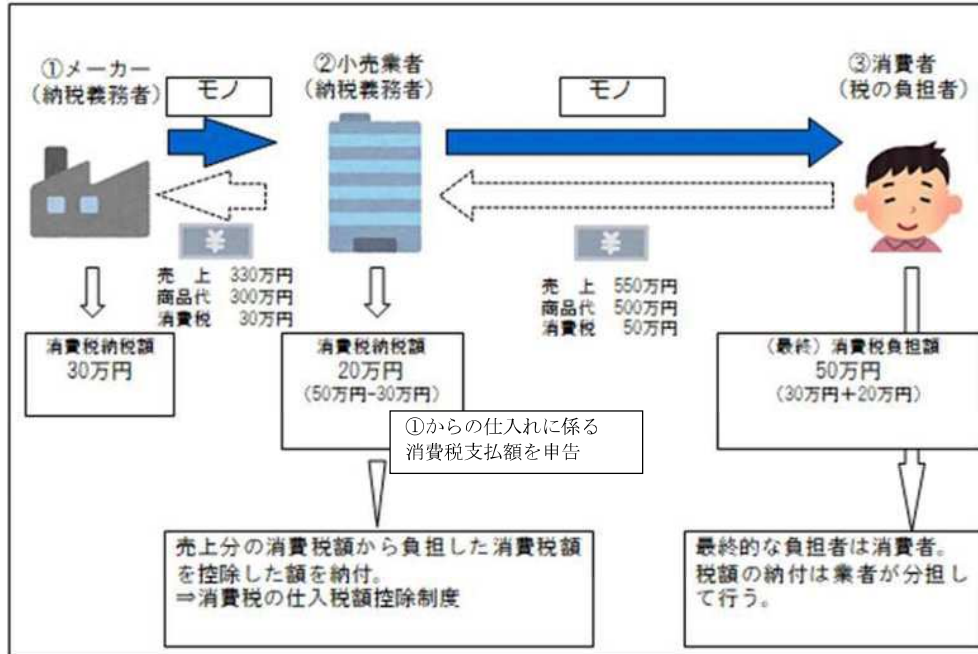 ①メーカー
(納税義務者)
モノ
②小売業者
(納税義務者)
モノ
③消費者
(税の負担者)
¥
売 上 330万円
商品代 300万円
消費税 30万円
¥
売 上 550万円
商品代 500万円
消費税 50万円
消費税納税額
30万円
消費税納税額
20万円
(50万円-30万円)
(最終)消費税負担額
50万円
(30万円+20万円)
①からの仕入れに係る
消費税支払額を申告
売上分の消費税額から負担した消費税額
を控除した額を納付。
⇒消費税の仕入税額控除制度
最終的な負担者は消費者。
税額の納付は業者が分担し
て行う。